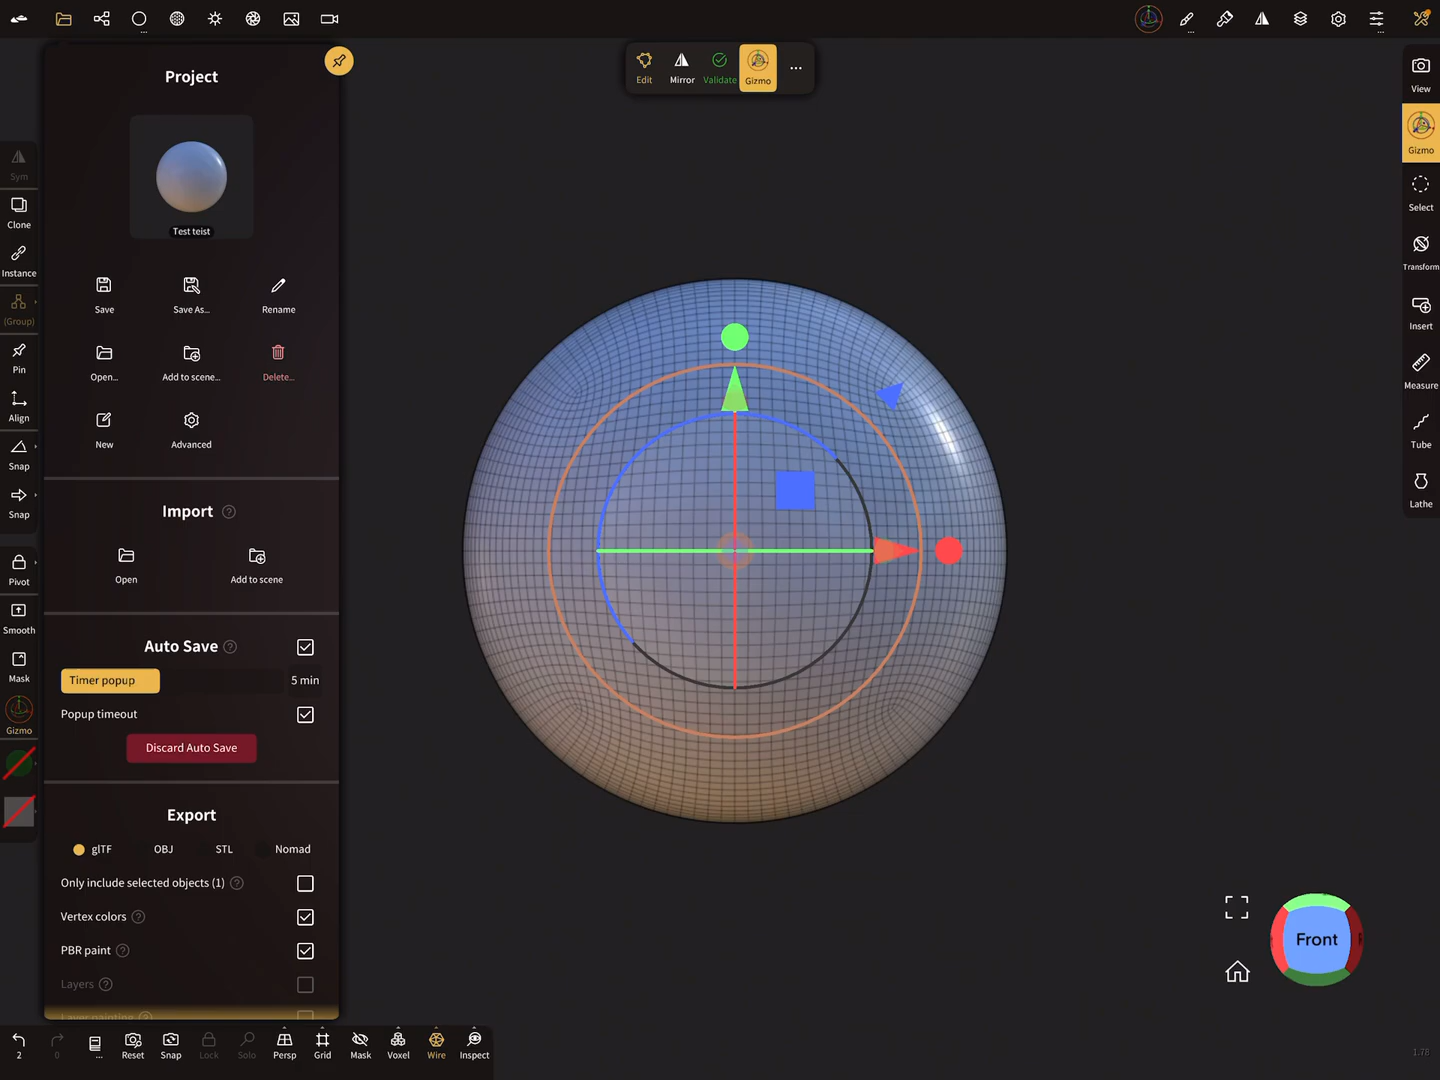 Edit
Mirror
Validate
Gizmo
...
Project
Test teist
Save
Save As...
Rename
Open...
Add to scene...
Delete...
New
Advanced
Import
Open
Add to scene
Auto Save
Timer popup
5 min
Popup timeout
Discard Auto Save
Export
glTF
OBJ
STL
Nomad
Only include selected objects (1)
Vertex colors
PBR paint
Layers
Layer painting
Sym
Clone
Instance
(Group)
Pin
Align
Snap
Snap
Pivot
Smooth
Mask
Gizmo
View
Gizmo
Select
Transform
Insert
Measure
Tube
Lathe
Front
2
0
...
Reset
Snap
Lock
Solo
Persp
Grid
Mask
Voxel
Wire
Inspect
1.78